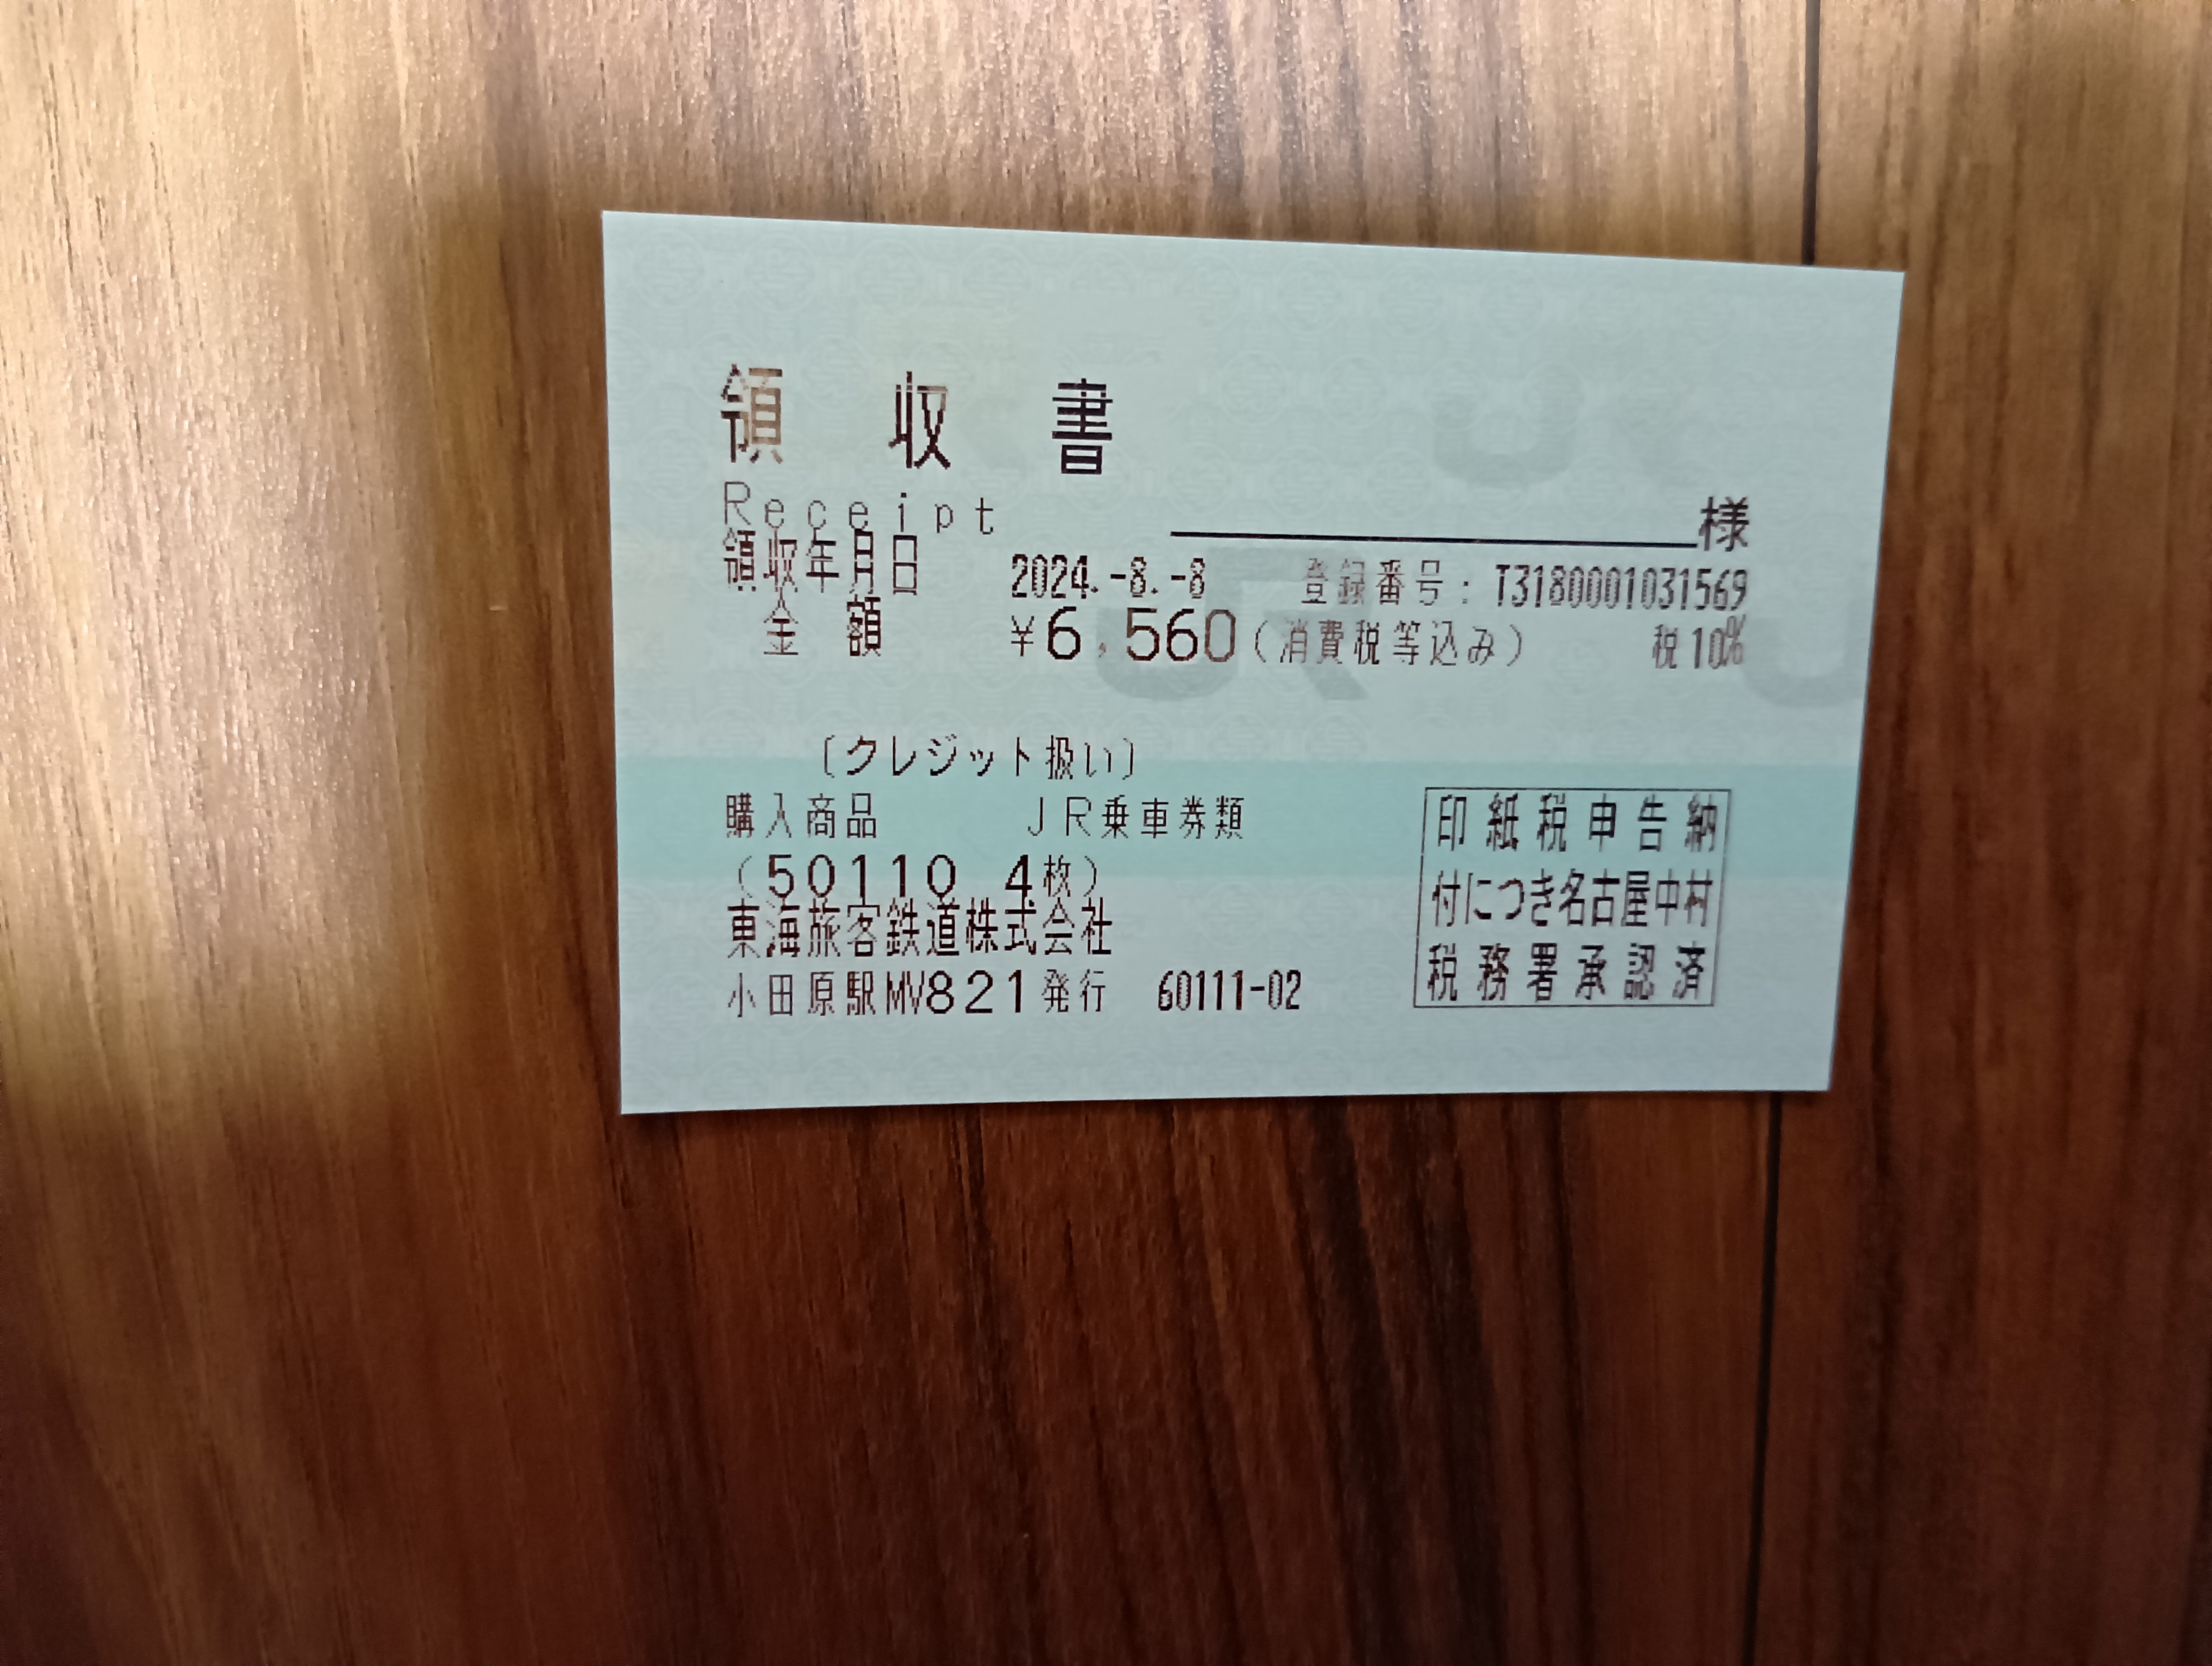 領収書
Receipt
様
領収年月日 2024.-8.-8 登録番号：T3180001031569
金額 ¥6,560(消費税等込み) 税10%
〔クレジット扱い〕
購入商品 JR乗車券類
(50110 4枚)
東海旅客鉄道株式会社
小田原駅MV821発行 60111-02
印紙税申告納
付につき名古屋中村
税務署承認済